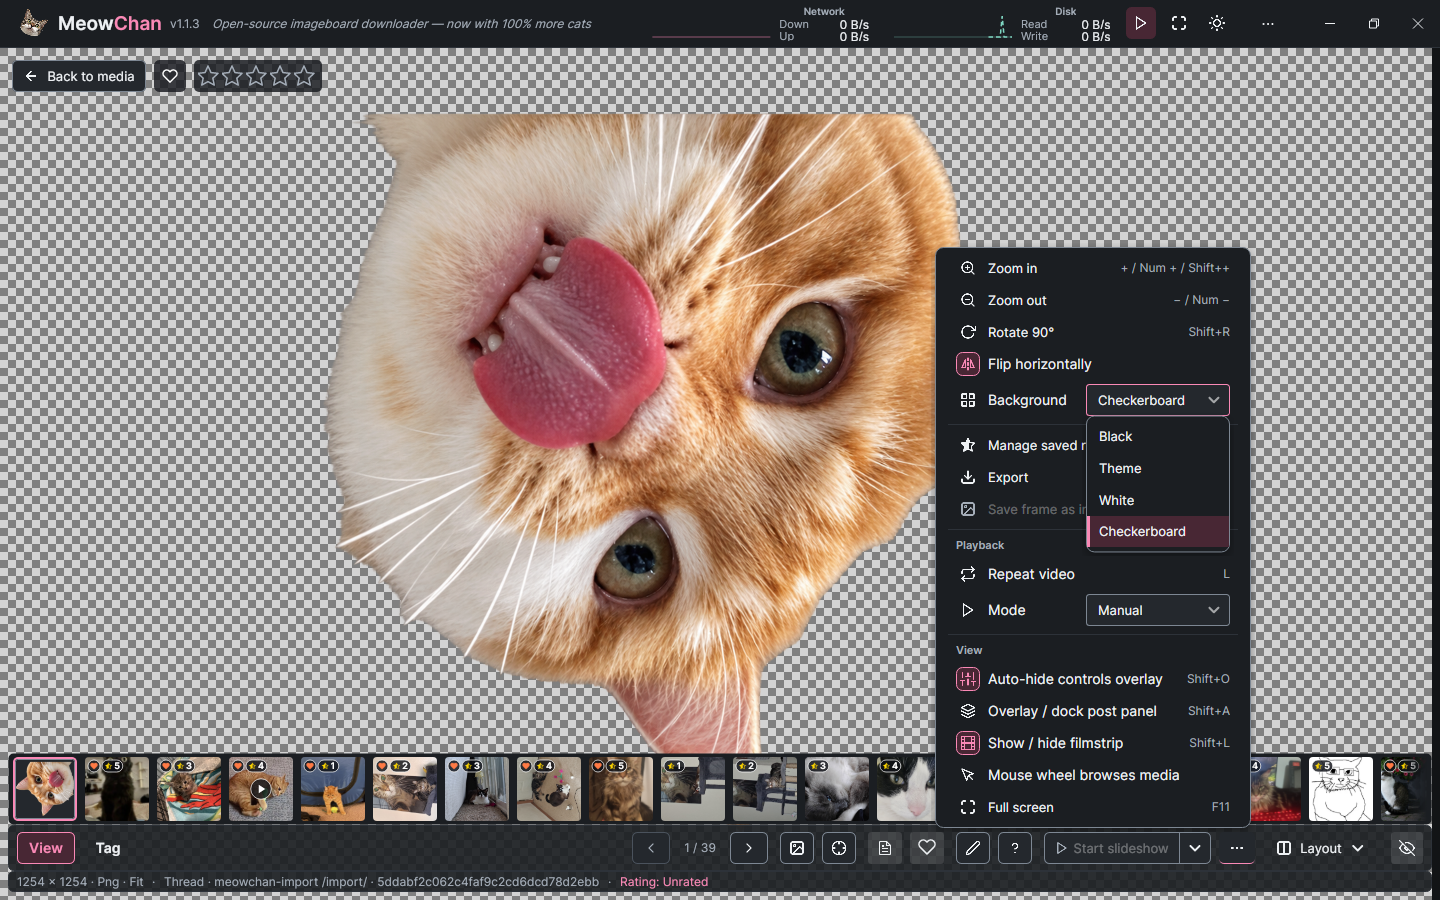 MeowChan v1.1.3 Open-source imageboard downloader — now with 100% more cats
Network
Down 0 B/s
Up 0 B/s
Disk
Read 0 B/s
Write 0 B/s
Back to media
Zoom in + / Num + / Shift++
Zoom out − / Num −
Rotate 90° Shift+R
Flip horizontally
Background Checkerboard
Black
Theme
White
Checkerboard
Manage saved r
Export
Save frame as i
Playback
Repeat video L
Mode Manual
View
Auto-hide controls overlay Shift+O
Overlay / dock post panel Shift+A
Show / hide filmstrip Shift+L
Mouse wheel browses media
Full screen F11
5 3 4 1 2 3 4 5 1 2 3 4 4 5 5
View Tag 1 / 39 ? Start slideshow Layout
1254 × 1254 · Png · Fit · Thread · meowchan-import /import/ · 5ddabf2c062c4faf9c2cd6dcd78d2ebb · Rating: Unrated